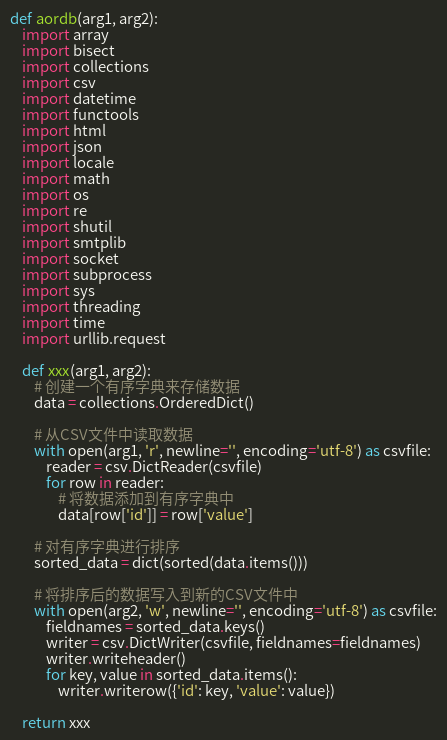 def aordb(arg1, arg2):
    import array
    import bisect
    import collections
    import csv
    import datetime
    import functools
    import html
    import json
    import locale
    import math
    import os
    import re
    import shutil
    import smtplib
    import socket
    import subprocess
    import sys
    import threading
    import time
    import urllib.request

    def xxx(arg1, arg2):
        # 创建一个有序字典来存储数据
        data = collections.OrderedDict()

        # 从CSV文件中读取数据
        with open(arg1, 'r', newline='', encoding='utf-8') as csvfile:
            reader = csv.DictReader(csvfile)
            for row in reader:
                # 将数据添加到有序字典中
                data[row['id']] = row['value']

        # 对有序字典进行排序
        sorted_data = dict(sorted(data.items()))

        # 将排序后的数据写入到新的CSV文件中
        with open(arg2, 'w', newline='', encoding='utf-8') as csvfile:
            fieldnames = sorted_data.keys()
            writer = csv.DictWriter(csvfile, fieldnames=fieldnames)
            writer.writeheader()
            for key, value in sorted_data.items():
                writer.writerow({'id': key, 'value': value})

    return xxx